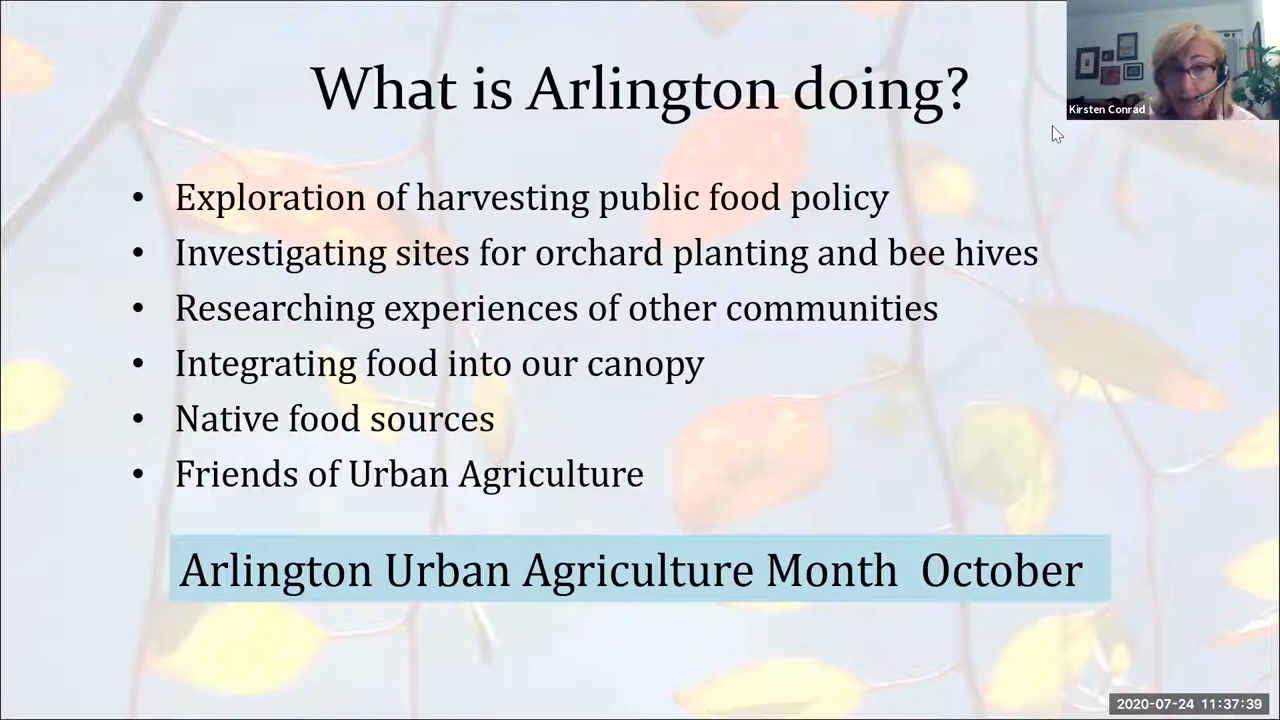 What is Arlington doing?
Kirsten Conrad
• Exploration of harvesting public food policy
• Investigating sites for orchard planting and bee hives
• Researching experiences of other communities
• Integrating food into our canopy
• Native food sources
• Friends of Urban Agriculture
Arlington Urban Agriculture Month  October
2020-07-24 11:37:39